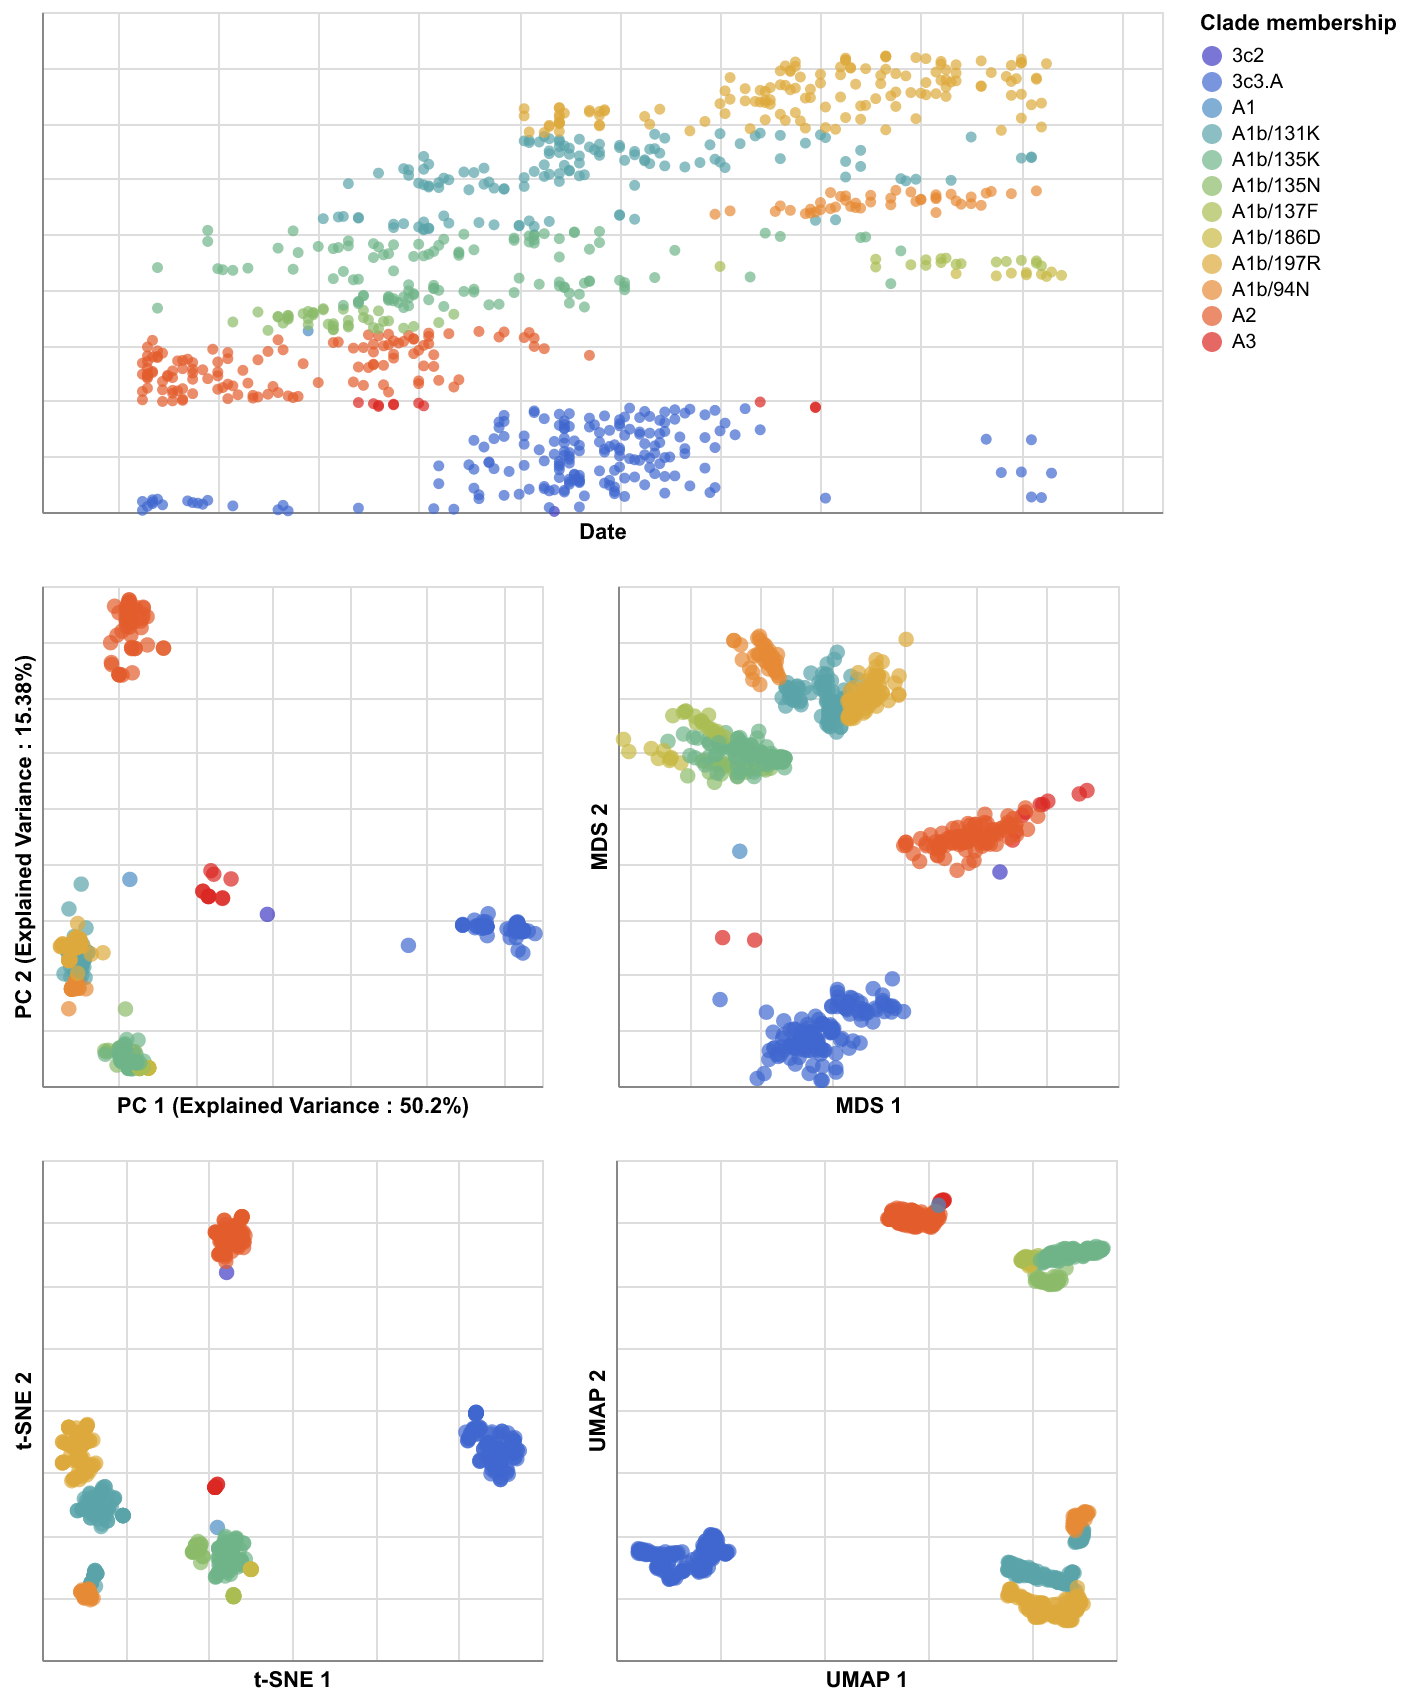 Clade membership
3c2
3c3.A
A1
A1b/131K
A1b/135K
A1b/135N
A1b/137F
A1b/186D
A1b/197R
A1b/94N
A2
A3
Date
PC 2 (Explained Variance : 15.38%)
PC 1 (Explained Variance : 50.2%)
MDS 2
MDS 1
t-SNE 2
t-SNE 1
UMAP 2
UMAP 1